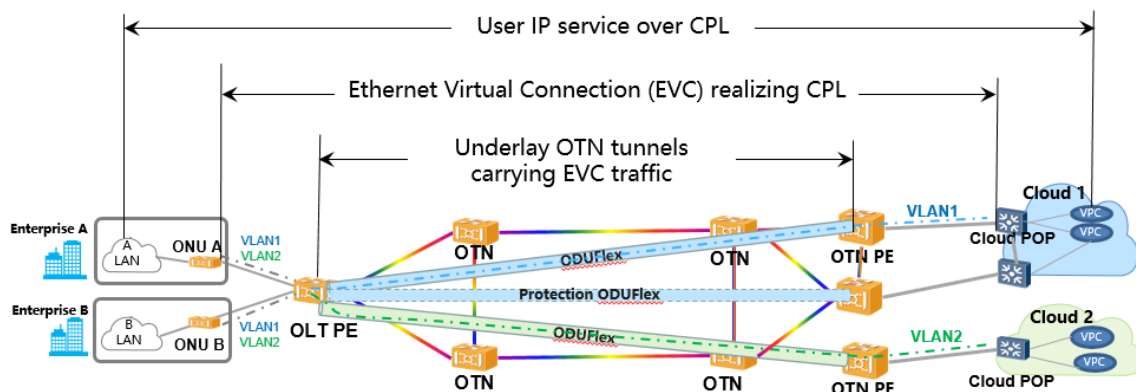 User IP service over CPL
Ethernet Virtual Connection (EVC) realizing CPL
Underlay OTN tunnels
carrying EVC traffic
Cloud 1
VLAN1
VPC
VPC
Cloud POP
Enterprise A
A
LAN
ONU A
VLAN1
VLAN2
OTN
OTN
OTN PE
ODUFlex
Protection ODUFlex
Enterprise B
B
LAN
ONU B
VLAN1
VLAN2
OLT PE
ODUFlex
VLAN2
Cloud 2
VPC
VPC
OTN
OTN
OTN PE
Cloud POP